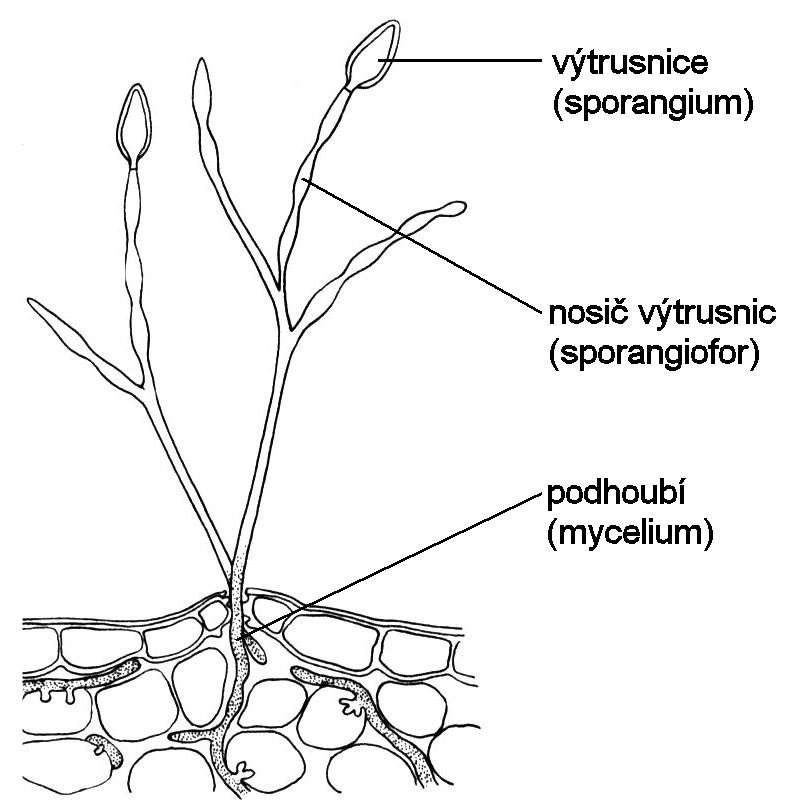 výtrusnice
(sporangium)
nosič výtrusnic
(sporangiofor)
podhoubí
(mycelium)